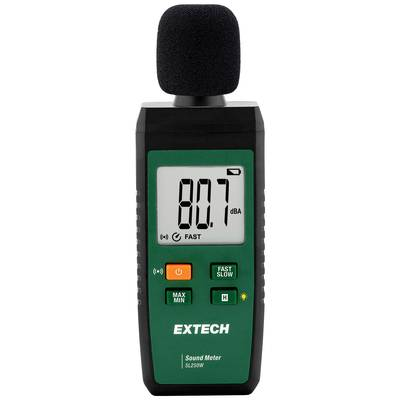 80.7
dBA
FAST
FAST
SLOW
MAX
MIN
H
EXTECH
Sound Meter
SL250W